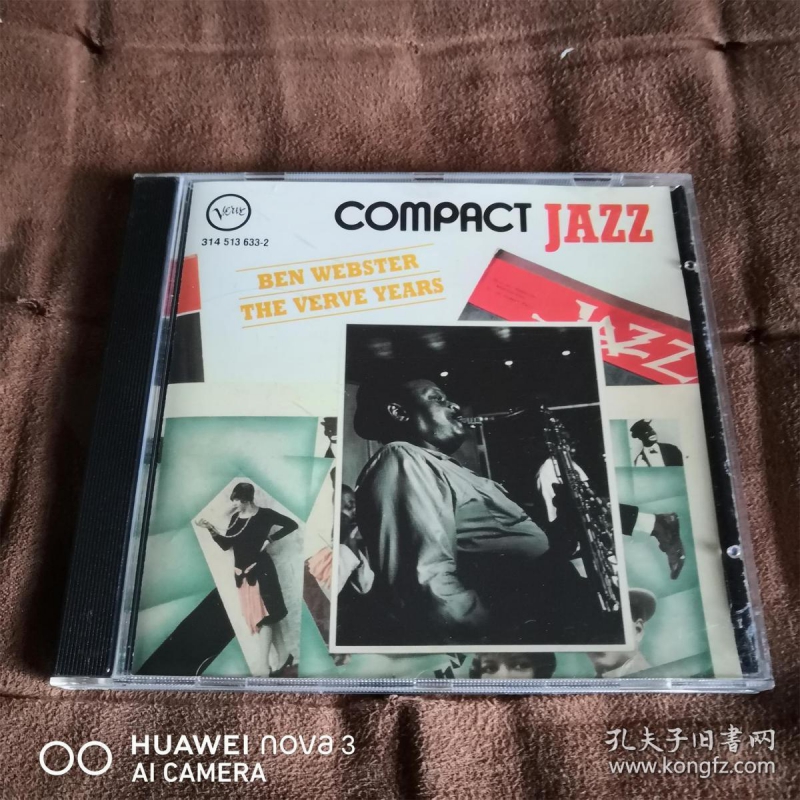 Verve
COMPACT JAZZ
314 513 633-2
BEN WEBSTER
THE VERVE YEARS
JAZZ
HUAWEI nova 3
AI CAMERA
孔夫子旧書网
www.kongfz.com